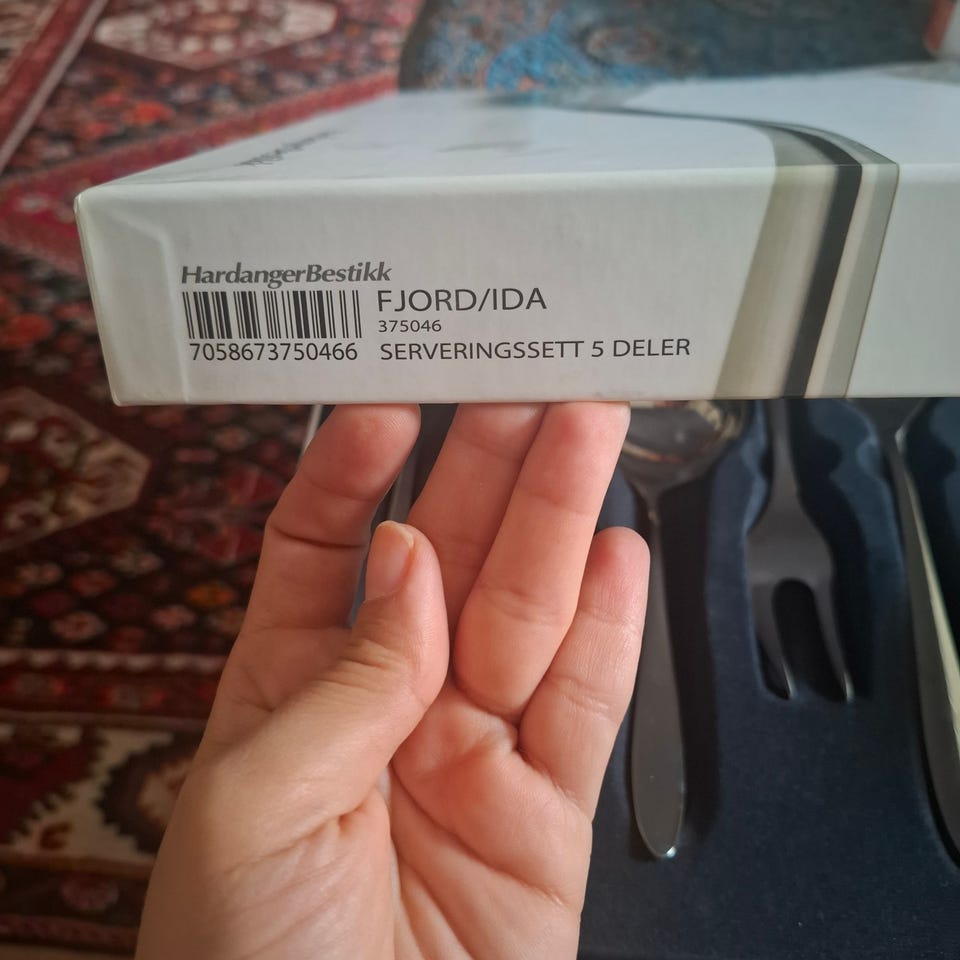 HardangerBestikk
FJORD/IDA
375046
7058673750466
SERVERINGSSETT 5 DELER